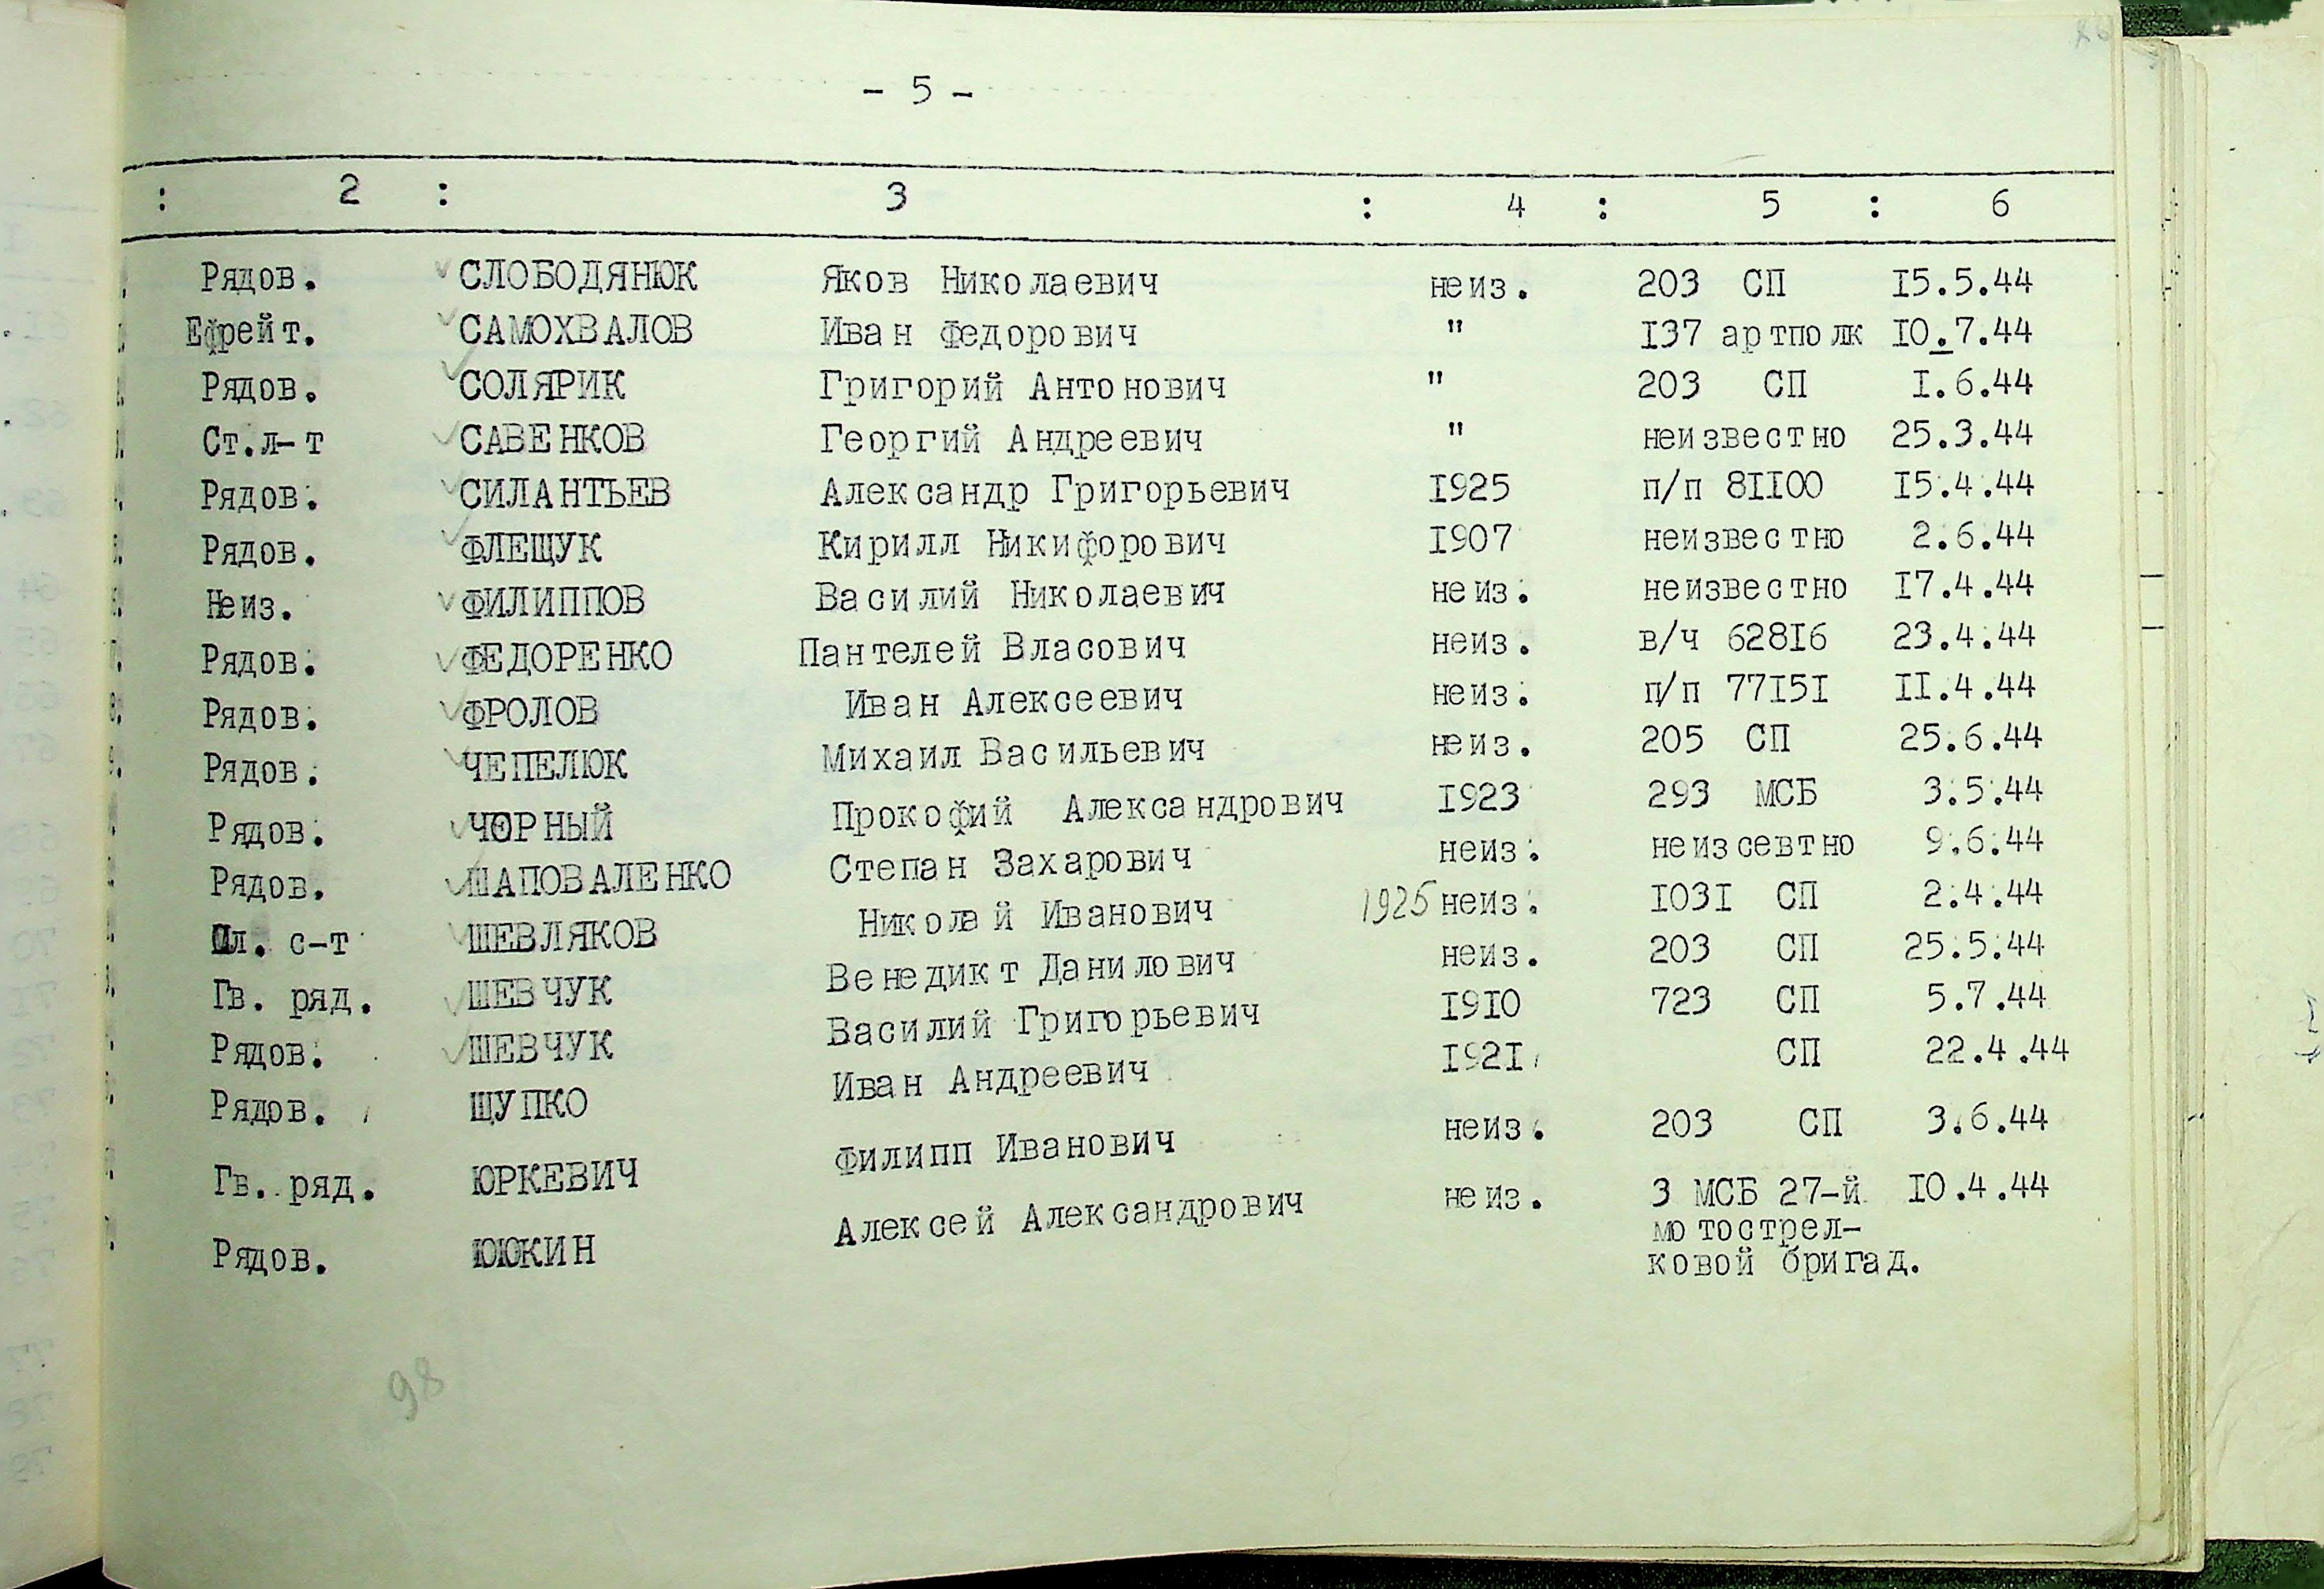 - 5 -
: 2 : 3 : 4 : 5 : 6
Рядов. СЛОБОДЯНЮК Яков Николаевич неиз. 203 СП 15.5.44
Ефрейт. САМОХВАЛОВ Иван Федорович " 137 артполк 10.7.44
Рядов. СОЛЯРИК Григорий Антонович " 203 СП 1.6.44
Ст.л-т САВЕНКОВ Георгий Андреевич " неизвестно 25.3.44
Рядов. СИЛАНТЬЕВ Александр Григорьевич 1925 п/п 81100 15.4.44
Рядов. ФЛЕЩУК Кирилл Никифорович 1907 неизвестно 2.6.44
Неиз. ФИЛИППОВ Василий Николаевич неиз. неизвестно 17.4.44
Рядов. ФЕДОРЕНКО Пантелей Власович неиз. в/ч 62816 23.4.44
Рядов. ФРОЛОВ Иван Алексеевич неиз. п/п 77151 11.4.44
Рядов. ЧЕПЕЛЮК Михаил Васильевич неиз. 205 СП 25.6.44
Рядов. ЧОРНЫЙ Прокофий Александрович 1923 293 МСБ 3.5.44
Рядов. ШАПОВАЛЕНКО Степан Захарович неиз. неизсевтно 9.6.44
Мл. с-т ШЕВЛЯКОВ Николай Иванович 1925 неиз. 1031 СП 2.4.44
Гв. ряд. ШЕВЧУК Венедикт Данилович неиз. 203 СП 25.5.44
Рядов. ШЕВЧУК Василий Григорьевич 1910 723 СП 5.7.44
Рядов. ЩУПКО Иван Андреевич 1921 СП 22.4.44
Гв. ряд. ЮРКЕВИЧ Филипп Иванович неиз. 203 СП 3.6.44
Рядов. ЮЮКИН Алексей Александрович неиз. 3 МСБ 27-й 10.4.44
мотострел-
ковой бригад.
98